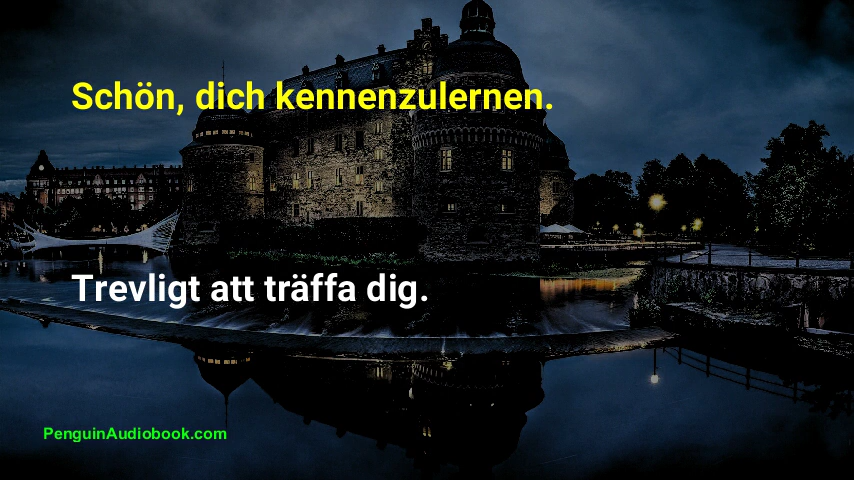 Schön, dich kennenzulernen.
Trevligt att träffa dig.
PenguinAudiobook.com